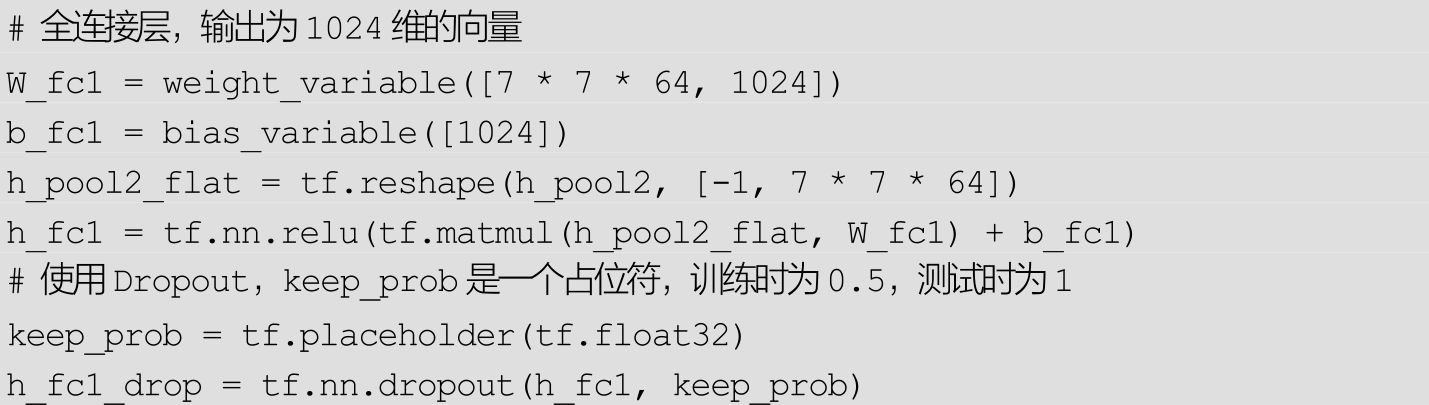 # 全连接层，输出为 1024 维的向量
W_fc1 = weight_variable([7 * 7 * 64, 1024])
b_fc1 = bias_variable([1024])
h_pool2_flat = tf.reshape(h_pool2, [-1, 7 * 7 * 64])
h_fc1 = tf.nn.relu(tf.matmul(h_pool2_flat, W_fc1) + b_fc1)
# 使用 Dropout，keep_prob 是一个占位符，训练时为 0.5，测试时为 1
keep_prob = tf.placeholder(tf.float32)
h_fc1_drop = tf.nn.dropout(h_fc1, keep_prob)